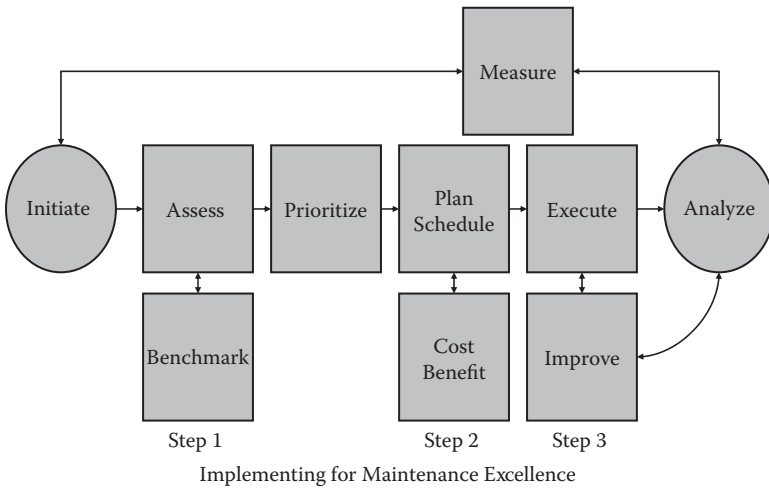 Measure
Initiate
Assess
Prioritize
Plan
Schedule
Execute
Analyze
Benchmark
Cost
Benefit
Improve
Step 1
Step 2
Step 3
Implementing for Maintenance Excellence